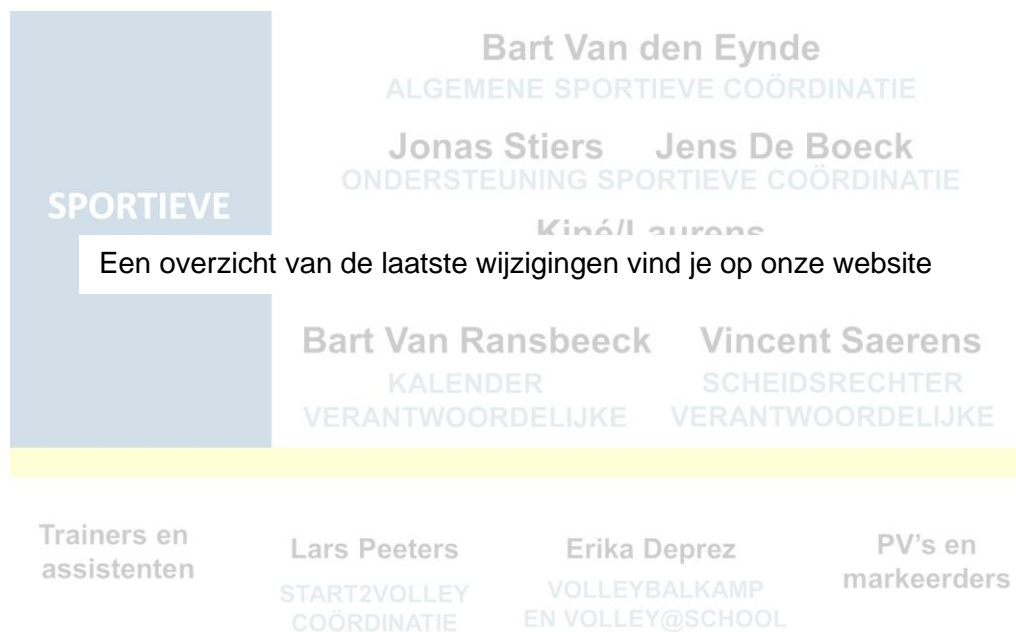 Bart Van den Eynde
ALGEMENE SPORTIEVE COÖRDINATIE
Jonas Stiers Jens De Boeck
ONDERSTEUNING SPORTIEVE COÖRDINATIE
SPORTIEVE
Kiné/Laurens
Een overzicht van de laatste wijzigingen vind je op onze website
Bart Van Ransbeeck Vincent Saerens
KALENDER SCHEIDSRECHTER
VERANTWOORDELIJKE VERANTWOORDELIJKE
Trainers en
assistenten
Lars Peeters
START2VOLLEY
COÖRDINATIE
Erika Deprez
VOLLEYBALKAMP
EN VOLLEY@SCHOOL
PV's en
markeerders